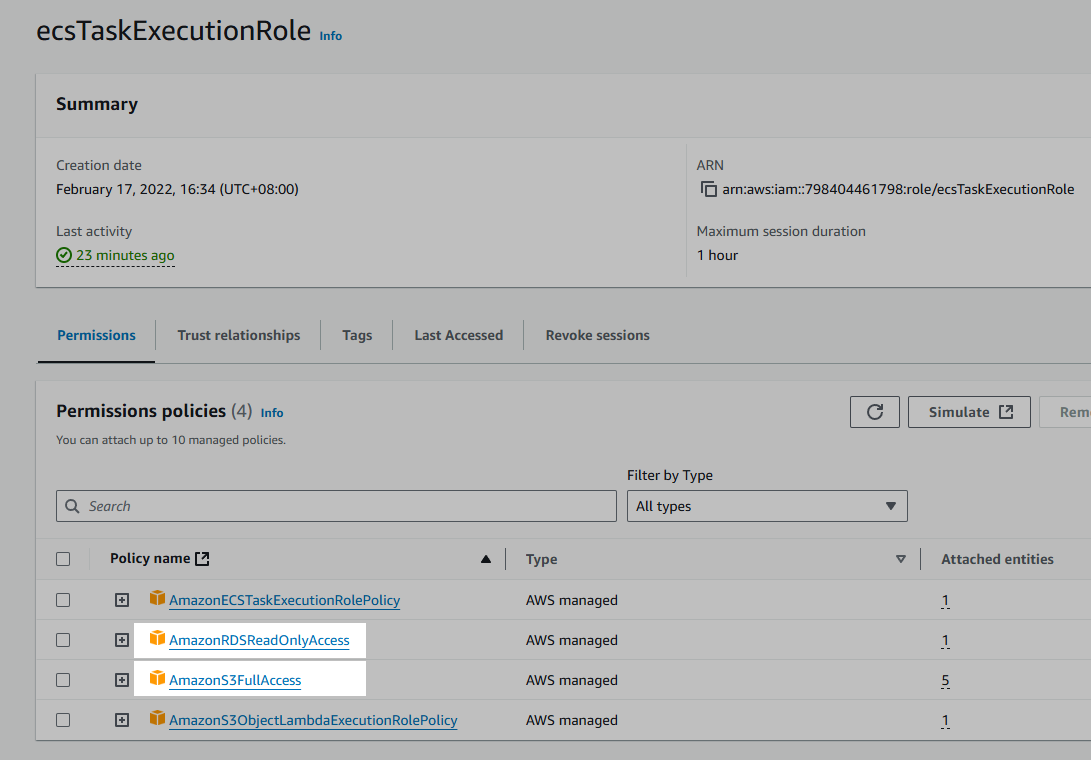 ecsTaskExecutionRole Info
Summary
Creation date
February 17, 2022, 16:34 (UTC+08:00)
ARN
arn:aws:iam::798404461798:role/ecsTaskExecutionRole
Last activity
23 minutes ago
Maximum session duration
1 hour
Permissions Trust relationships Tags Last Accessed Revoke sessions
Permissions policies (4) Info
You can attach up to 10 managed policies.
Simulate
Rem
Filter by Type
Search
All types
Policy name Type Attached entities
AmazonECSTaskExecutionRolePolicy AWS managed 1
AmazonRDSReadOnlyAccess AWS managed 1
AmazonS3FullAccess AWS managed 5
AmazonS3ObjectLambdaExecutionRolePolicy AWS managed 1